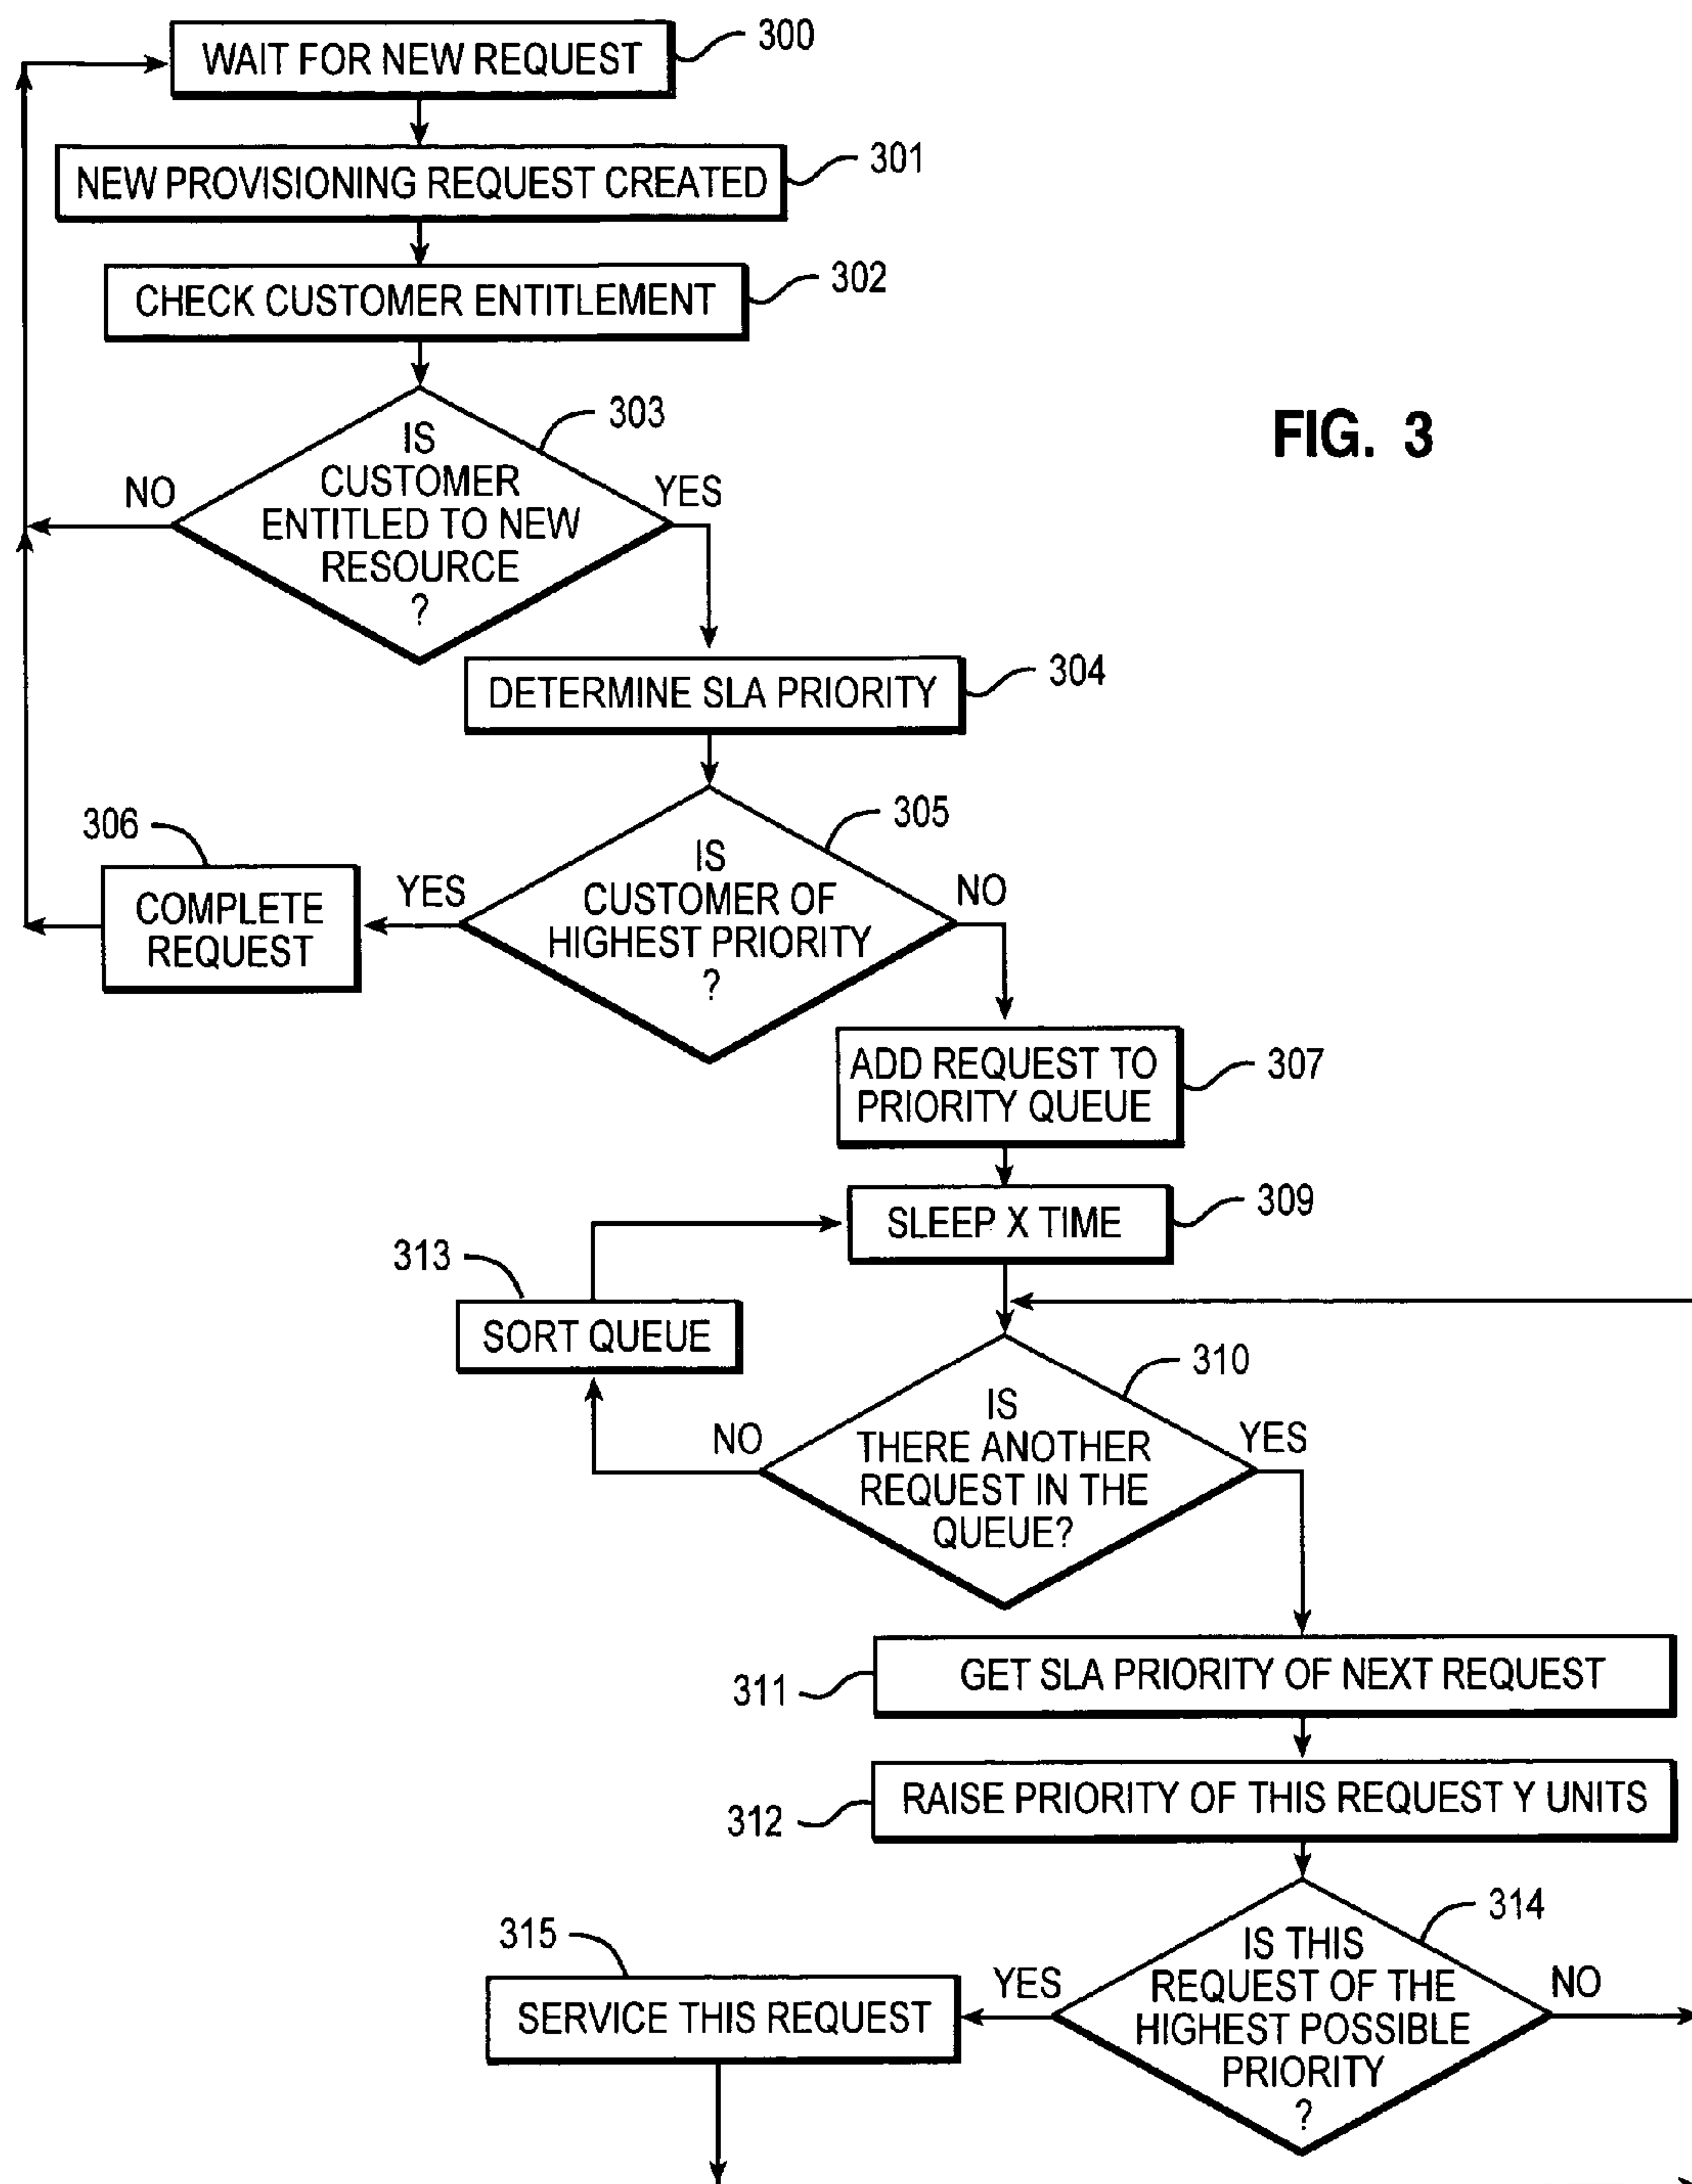 300
WAIT FOR NEW REQUEST
301
NEW PROVISIONING REQUEST CREATED
302
CHECK CUSTOMER ENTITLEMENT
303
IS
CUSTOMER
ENTITLED TO NEW
RESOURCE
?
NO
YES
FIG. 3
304
DETERMINE SLA PRIORITY
305
306
IS
CUSTOMER OF
HIGHEST PRIORITY
?
YES
NO
COMPLETE
REQUEST
307
ADD REQUEST TO
PRIORITY QUEUE
309
SLEEP X TIME
313
SORT QUEUE
310
IS
THERE ANOTHER
REQUEST IN THE
QUEUE?
NO
YES
311
GET SLA PRIORITY OF NEXT REQUEST
312
RAISE PRIORITY OF THIS REQUEST Y UNITS
314
IS THIS
REQUEST OF THE
HIGHEST POSSIBLE
PRIORITY
?
YES
NO
315
SERVICE THIS REQUEST